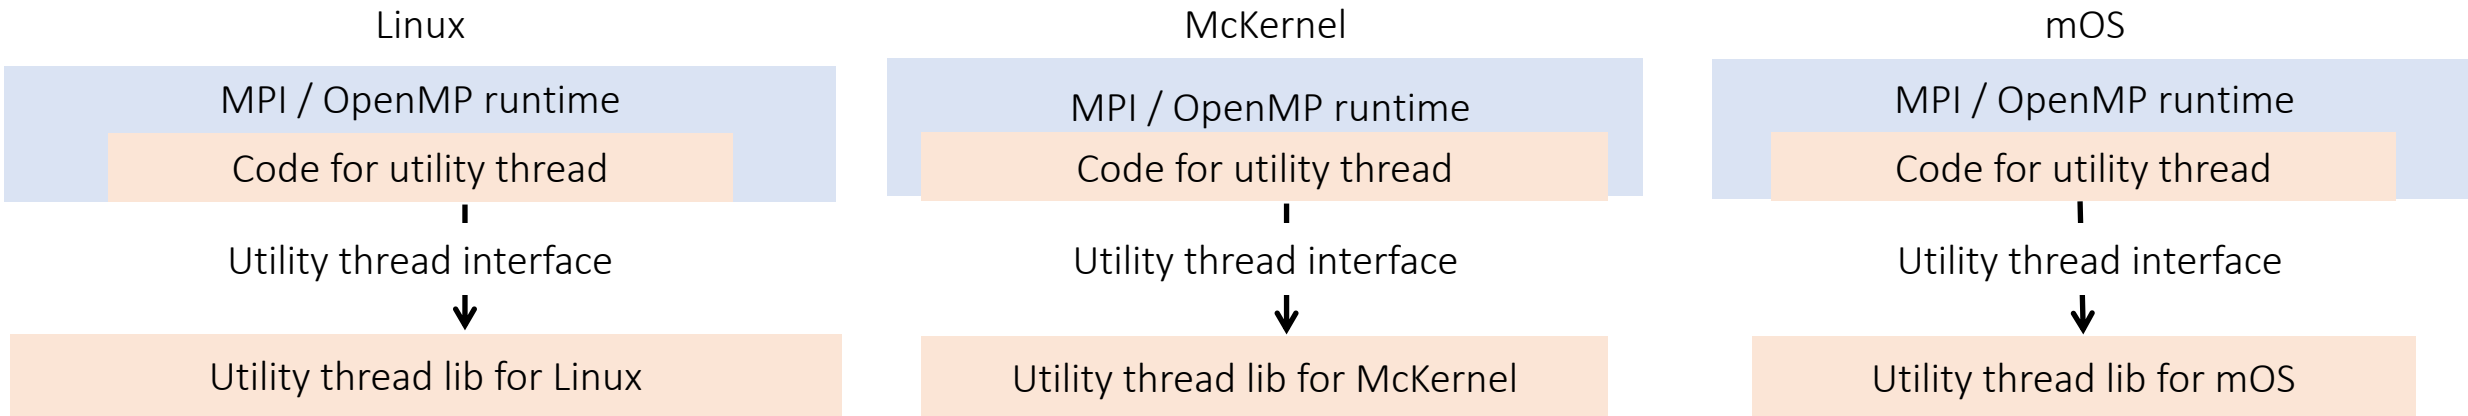 Linux
MPI / OpenMP runtime
Code for utility thread
Utility thread interface
Utility thread lib for Linux
McKernel
MPI / OpenMP runtime
Code for utility thread
Utility thread interface
Utility thread lib for McKernel
mOS
MPI / OpenMP runtime
Code for utility thread
Utility thread interface
Utility thread lib for mOS